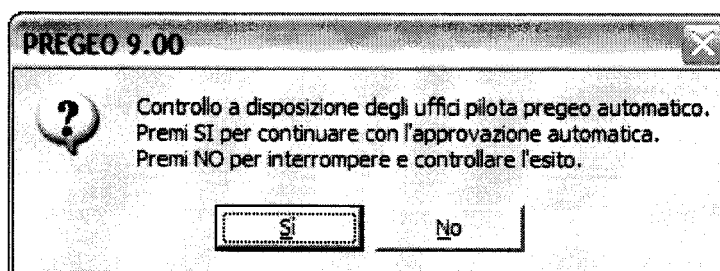 PREGEO 9.00
Controllo a disposizione degli uffici pilota pregeo automatico.
Premi SI per continuare con l'approvazione automatica.
Premi NO per interrompere e controllare l'esito.
Sì No